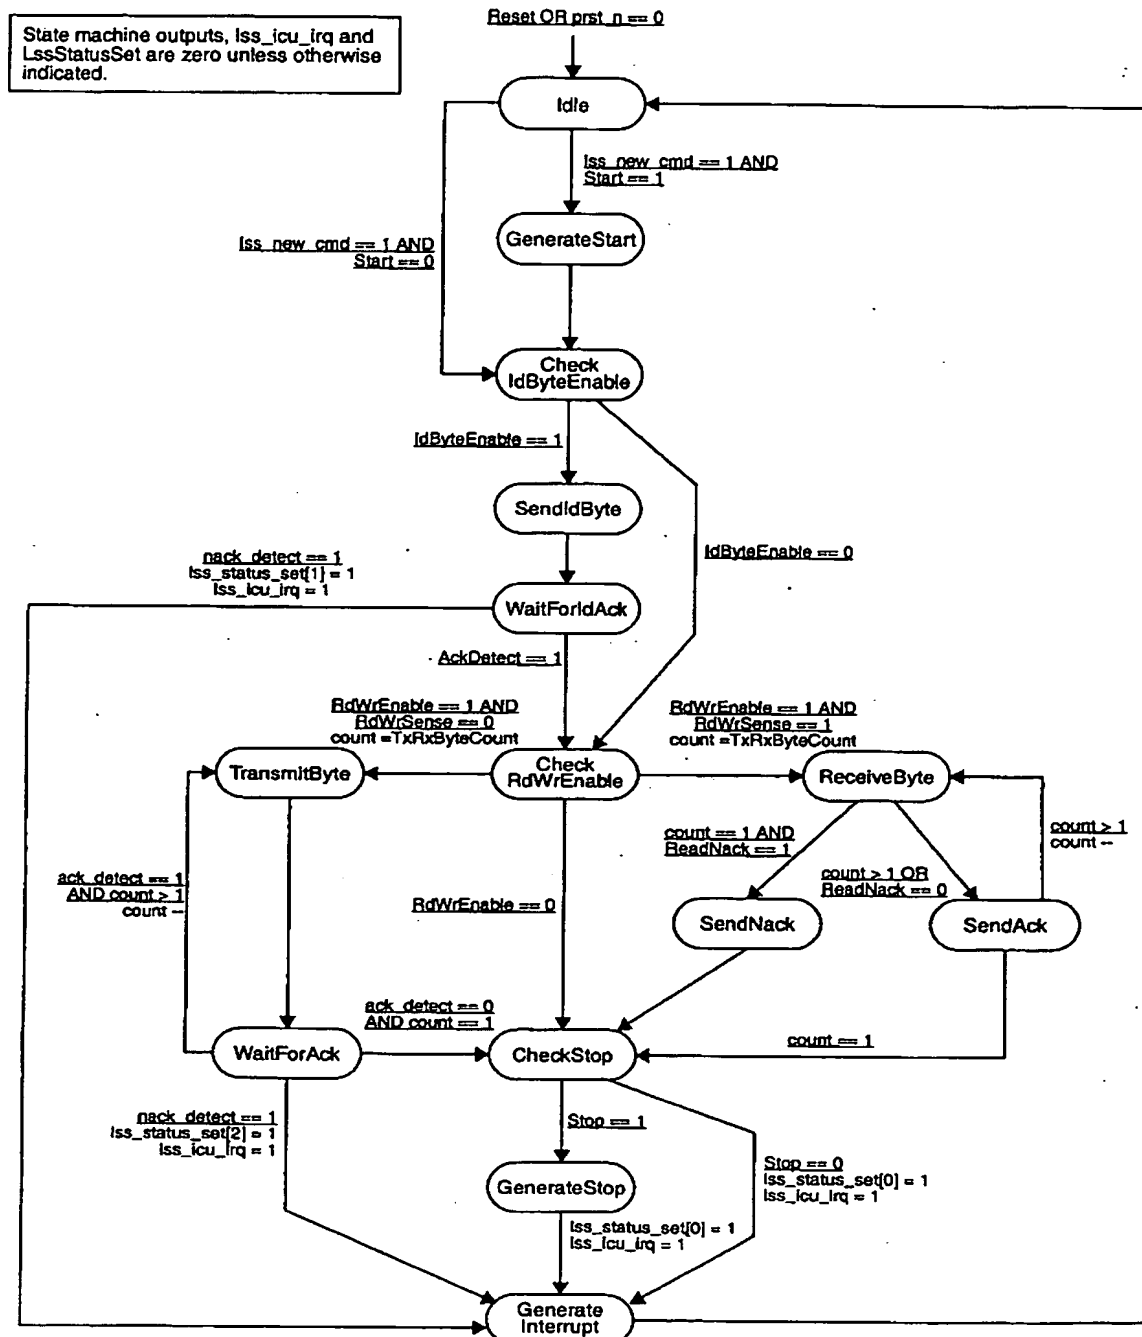 Reset OR prst_n == 0
State machine outputs, lss_icu_irq and
LssStatusSet are zero unless otherwise
indicated.
Idle
lss_new_cmd == 1 AND
Start == 1
GenerateStart
lss_new_cmd == 1 AND
Start == 0
Check
IdByteEnable
IdByteEnable == 1
SendIdByte
IdByteEnable == 0
nack_detect == 1
lss_status_set[1] = 1
lss_icu_irq = 1
WaitForIdAck
AckDetect == 1
RdWrEnable == 1 AND
RdWrSense == 0
count =TxRxByteCount
RdWrEnable == 1 AND
RdWrSense == 1
count =TxRxByteCount
TransmitByte
Check
RdWrEnable
ReceiveByte
count == 1 AND
ReadNack == 1
count > 1
count --
ack_detect == 1
AND count > 1
count --
RdWrEnable == 0
count > 1 OR
ReadNack == 0
SendNack
SendAck
ack_detect == 0
AND count == 1
WaitForAck
CheckStop
count == 1
nack_detect == 1
lss_status_set[2] = 1
lss_icu_irq = 1
Stop == 1
Stop == 0
lss_status_set[0] = 1
lss_icu_irq = 1
GenerateStop
lss_status_set[0] = 1
lss_icu_irq = 1
Generate
Interrupt